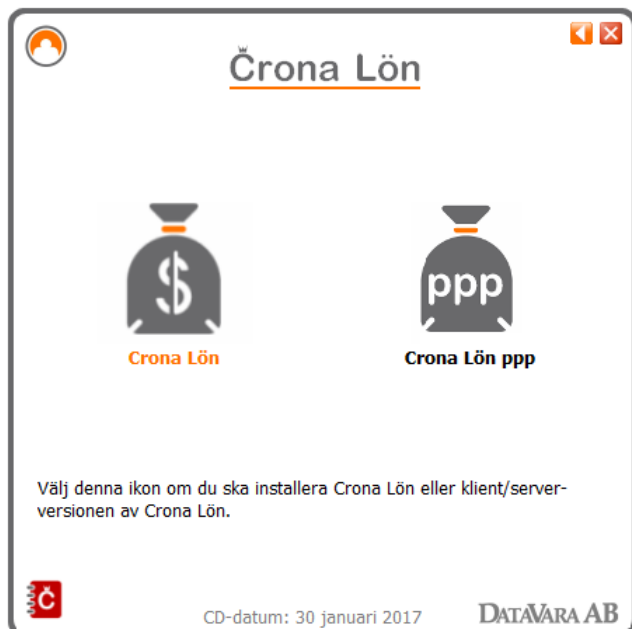 Črona Lön
$
ppp
Crona Lön
Crona Lön ppp
Välj denna ikon om du ska installera Crona Lön eller klient/server-
versionen av Crona Lön.
Č
CD-datum: 30 januari 2017
DATAVARA AB